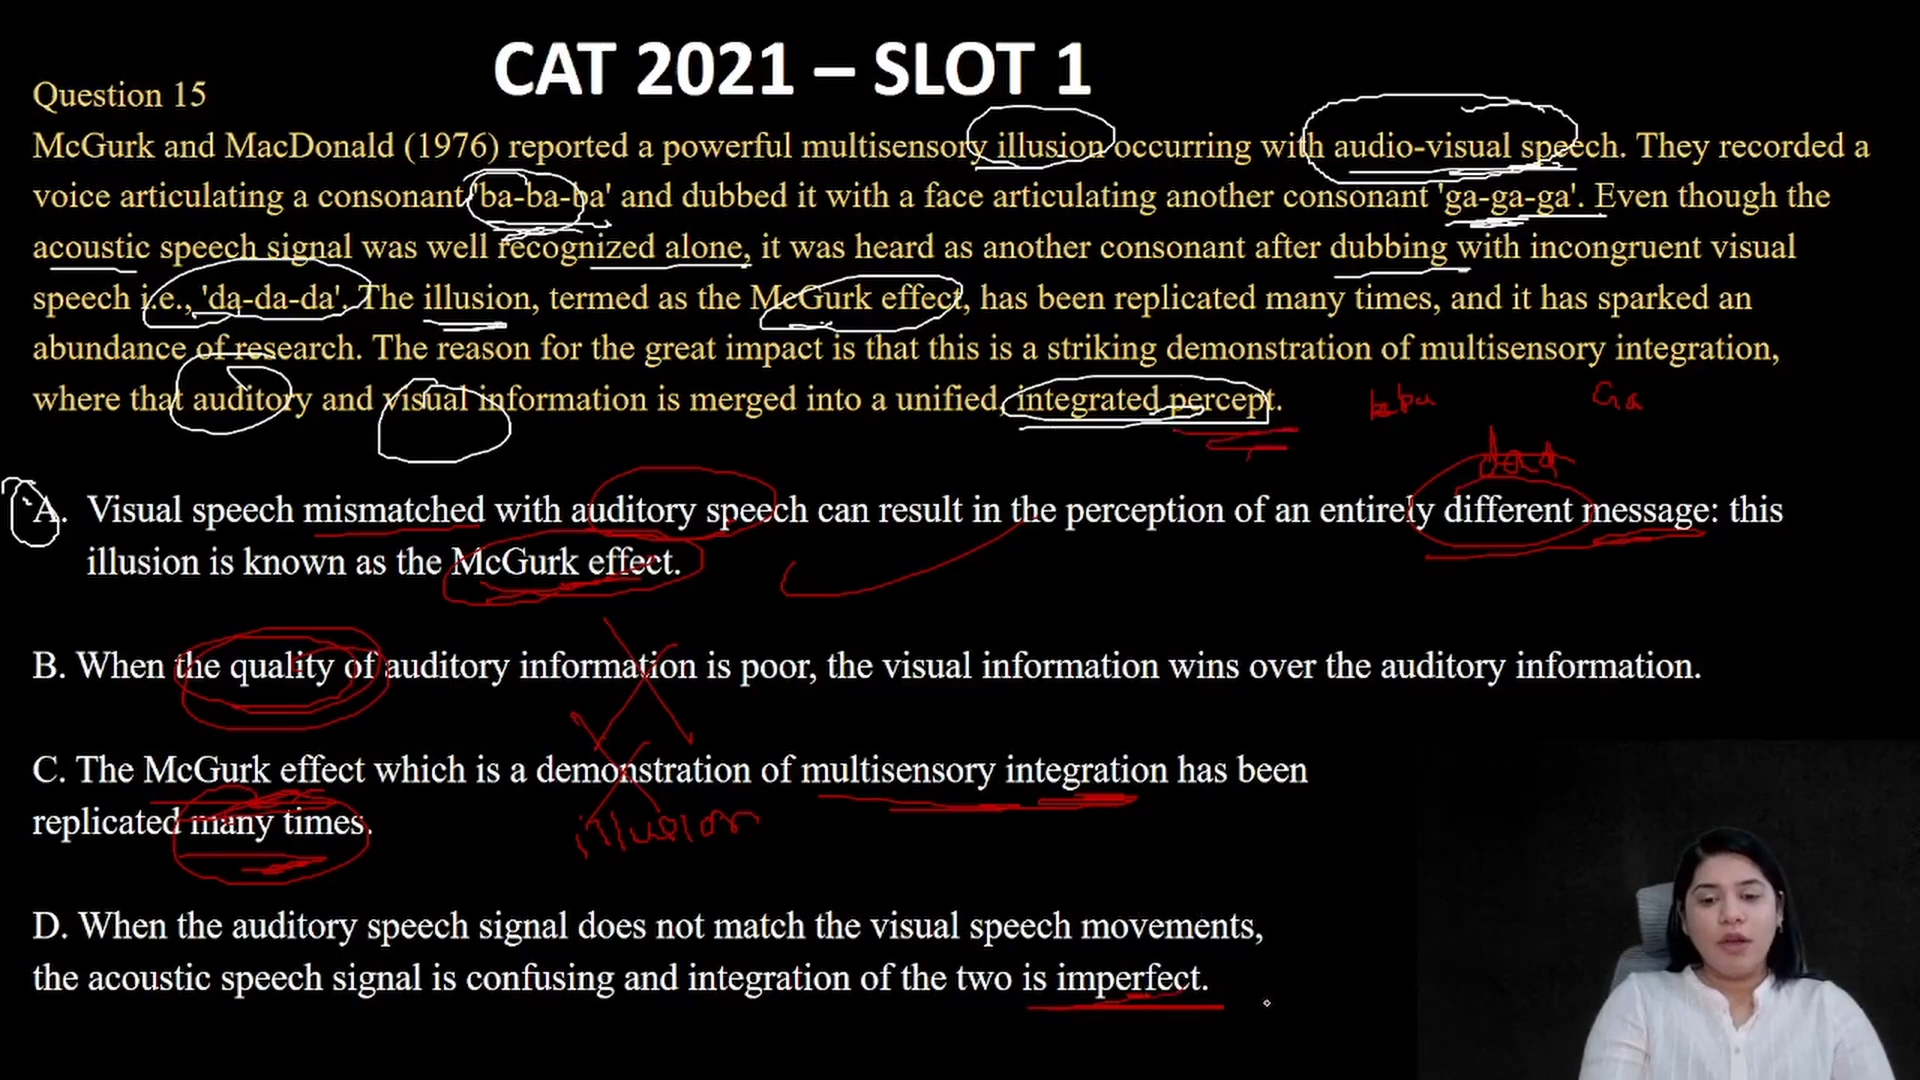 CAT 2021 – SLOT 1
Question 15
McGurk and MacDonald (1976) reported a powerful multisensory illusion occurring with audio-visual speech. They recorded a
voice articulating a consonant 'ba-ba-ba' and dubbed it with a face articulating another consonant 'ga-ga-ga'. Even though the
acoustic speech signal was well recognized alone, it was heard as another consonant after dubbing with incongruent visual
speech i.e., 'da-da-da'. The illusion, termed as the McGurk effect, has been replicated many times, and it has sparked an
abundance of research. The reason for the great impact is that this is a striking demonstration of multisensory integration,
where that auditory and visual information is merged into a unified, integrated percept.
Ga
A. Visual speech mismatched with auditory speech can result in the perception of an entirely different message: this
illusion is known as the McGurk effect.
B. When the quality of auditory information is poor, the visual information wins over the auditory information.
C. The McGurk effect which is a demonstration of multisensory integration has been
replicated many times.
illusion
D. When the auditory speech signal does not match the visual speech movements,
the acoustic speech signal is confusing and integration of the two is imperfect.